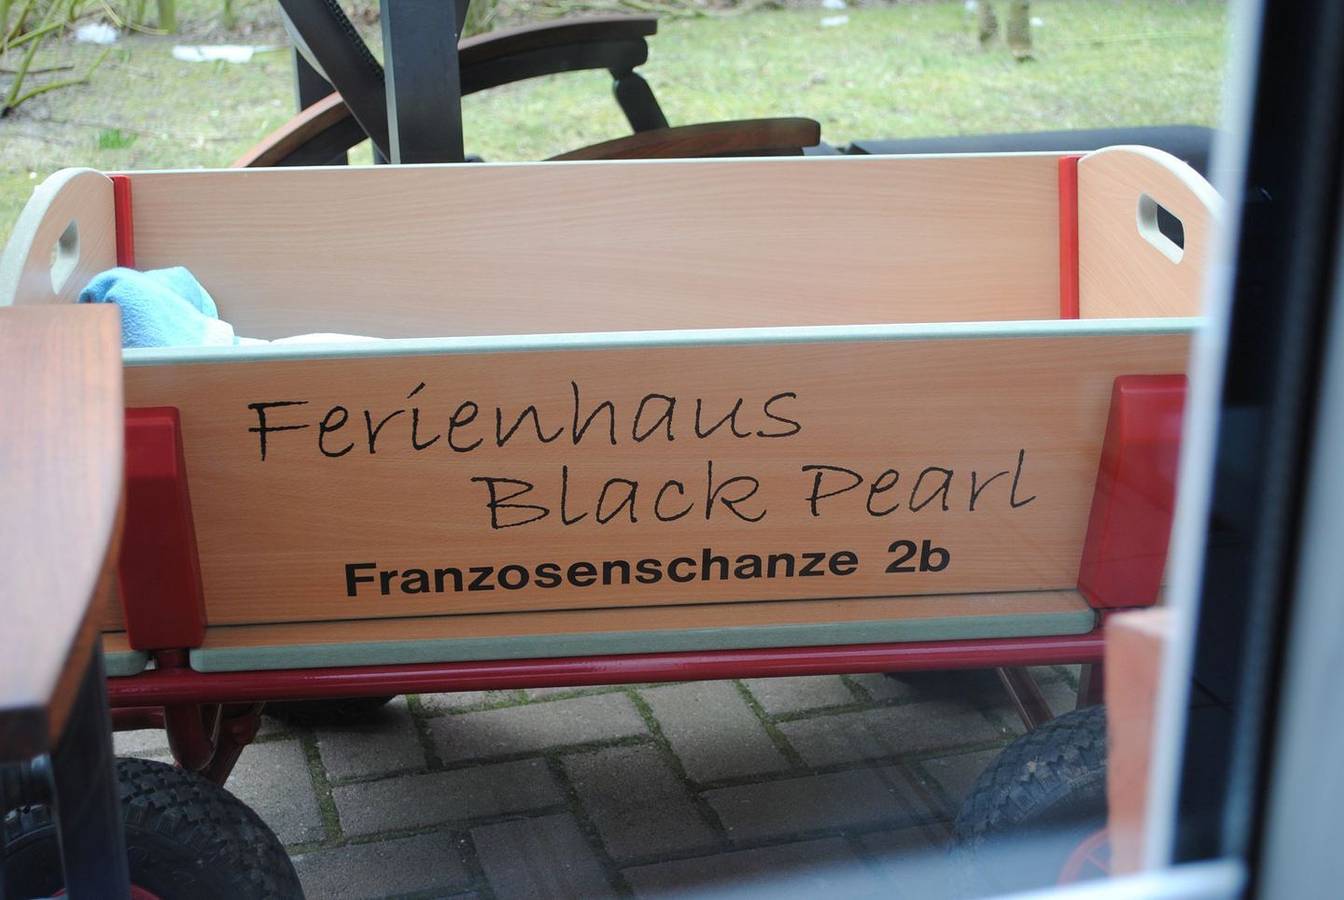 Ferienhaus
Black Pearl
Franzosenschanze 2b